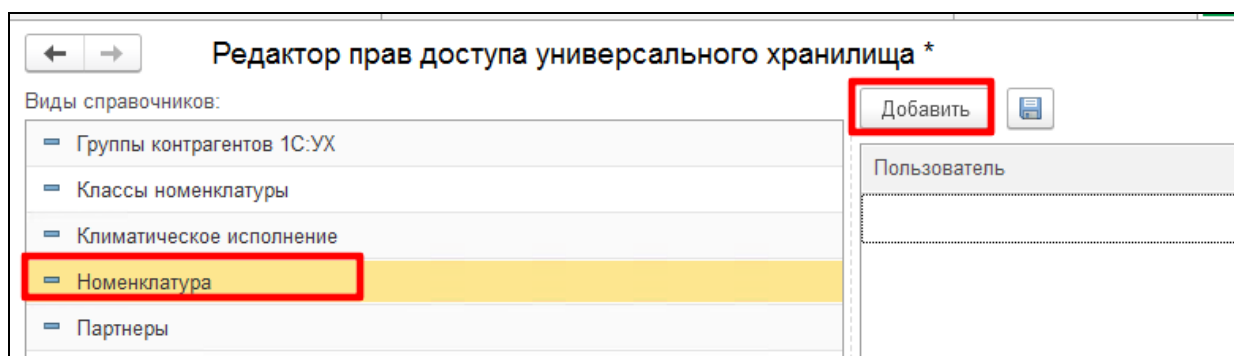 Редактор прав доступа универсального хранилища *
Виды справочников:
Добавить
Группы контрагентов 1С:УХ
Пользователь
Классы номенклатуры
Климатическое исполнение
Номенклатура
Партнеры